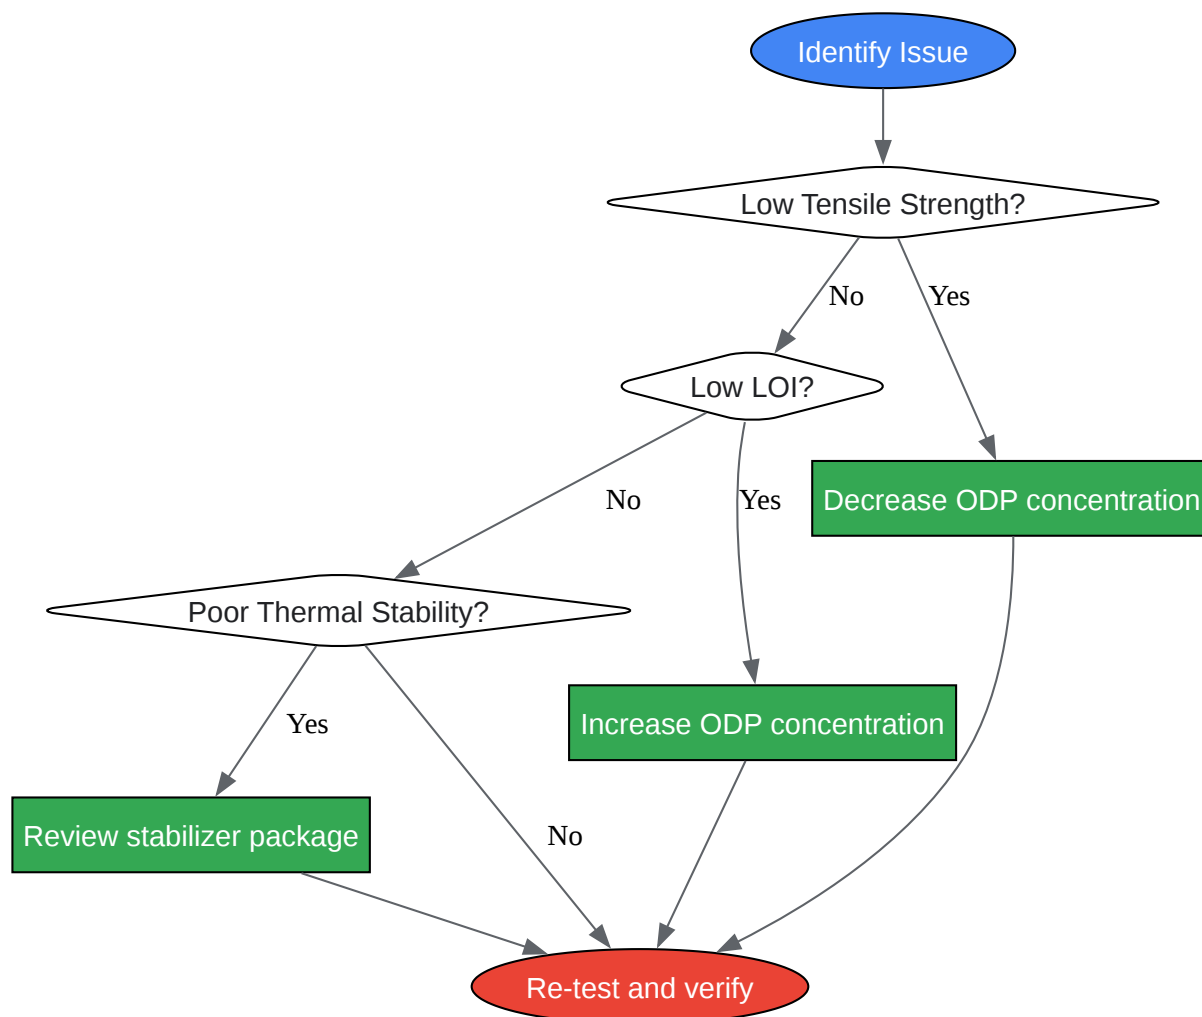 Identify Issue
Low Tensile Strength?
No
Yes
Low LOI?
No
Yes
Decrease ODP concentration
Poor Thermal Stability?
Yes
No
Increase ODP concentration
Review stabilizer package
Re-test and verify